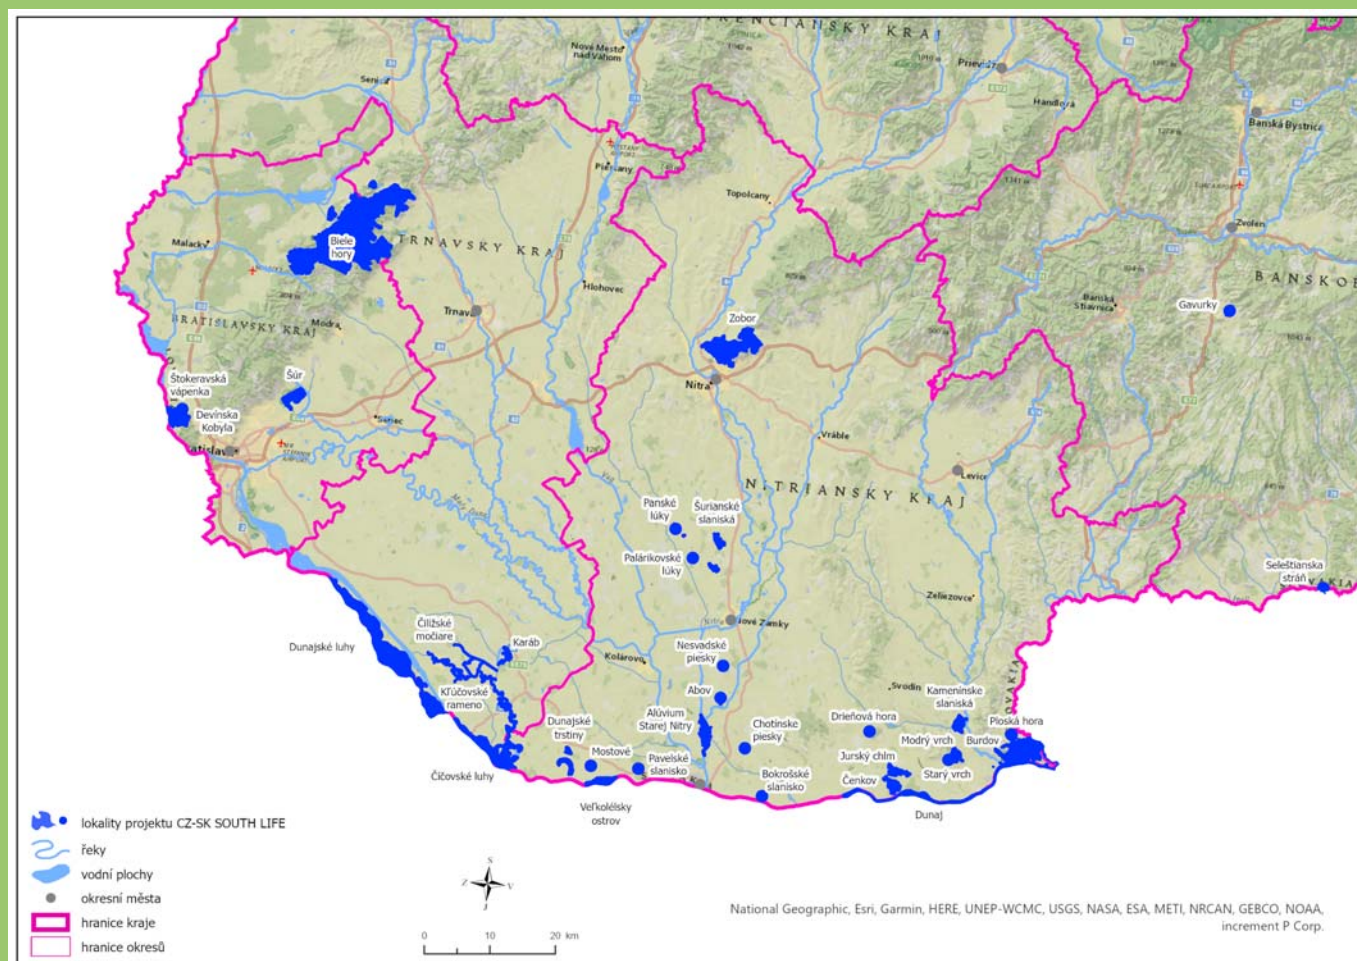 TRENČIANSKY KRAJ
Nové Mesto
nad Váhom
Senica
Prievidza
Handlová
Banská Bystrica
Piešťany
Topoľčany
Zvolen
Malacky
Biele
hory
TRNAVSKÝ KRAJ
BANSKOB
Hlohovec
Banská
Štiavnica
Gavurky
Trnava
Zobor
BRATISLAVSKÝ KRAJ
Modra
Štokeravská
vápenka
Šúr
Nitra
Devínska
Kobyla
Senec
Vráble
Levice
NITRIANSKY KRAJ
Panské
lúky
Šurianské
slaniská
Palárikovské
lúky
Seleštianska
stráň
Želiezovce
Nové Zámky
Čiližské
močiare
Karáb
Dunajské luhy
Nesvadské
piesky
Kolárovo
Kľúčovské
rameno
Abov
Svodín
Kamenínske
slaniská
Alúvium
Starej Nitry
Dunajské
trstiny
Chotínske
piesky
Drieňová hora
Ploská hora
Modrý vrch
Burdov
Mostové
Pavelské
slanisko
Jurský chlm
Starý vrch
Číčovské luhy
Bokrošské
slanisko
Čenkov
Veľkolélsky
ostrov
Dunaj
lokality projektu CZ-SK SOUTH LIFE
řeky
vodní plochy
okresní města
hranice kraje
hranice okresů
S
Z V
J
0 10 20 km
National Geographic, Esri, Garmin, HERE, UNEP-WCMC, USGS, NASA, ESA, METI, NRCAN, GEBCO, NOAA,
increment P Corp.